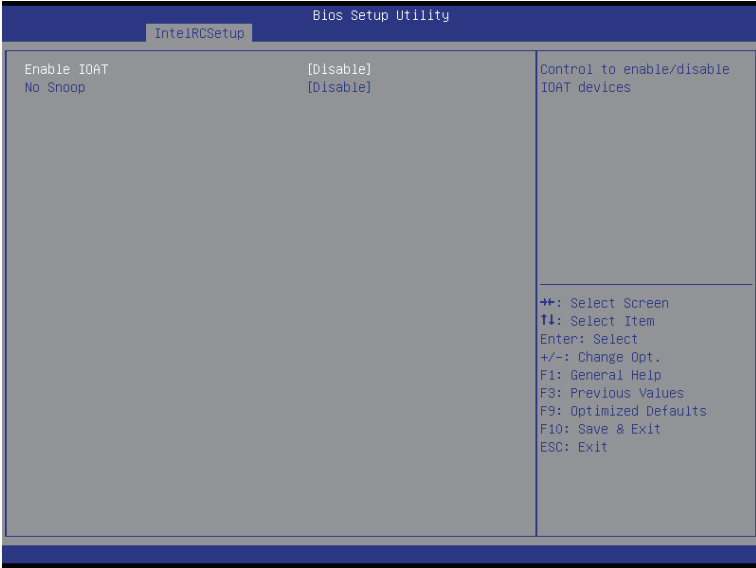 Bios Setup Utility
IntelRCSetup
Enable IOAT [Disable]
No Snoop [Disable]
Control to enable/disable
IOAT devices
→←: Select Screen
↑↓: Select Item
Enter: Select
+/-: Change Opt.
F1: General Help
F3: Previous Values
F9: Optimized Defaults
F10: Save & Exit
ESC: Exit